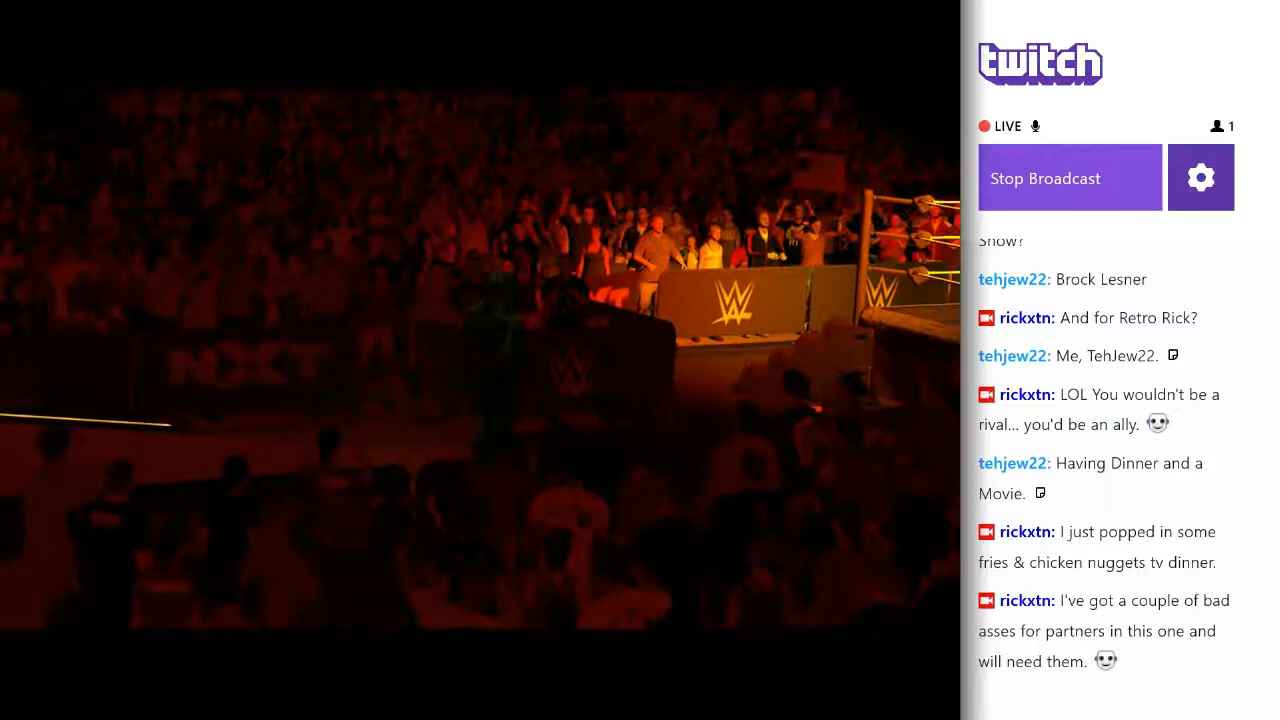 twitch
LIVE
1
Stop Broadcast
Show?
tehjew22: Brock Lesner
rickxtn: And for Retro Rick?
tehjew22: Me, TehJew22.
rickxtn: LOL You wouldn't be a
rival... you'd be an ally.
tehjew22: Having Dinner and a
Movie.
rickxtn: I just popped in some
fries & chicken nuggets tv dinner.
rickxtn: I've got a couple of bad
asses for partners in this one and
will need them.
NXT